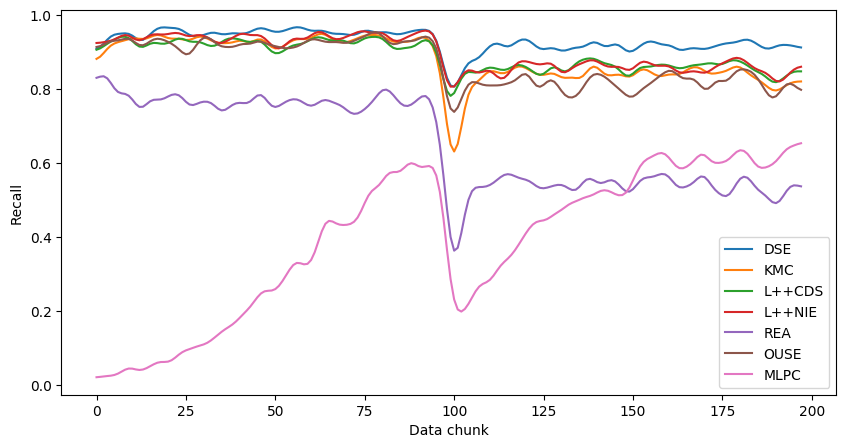 1.0
0.8
0.6
0.4
0.2
0.0
Recall
0
25
50
75
100
125
150
175
200
Data chunk
DSE
KMC
L++CDS
L++NIE
REA
OUSE
MLPC